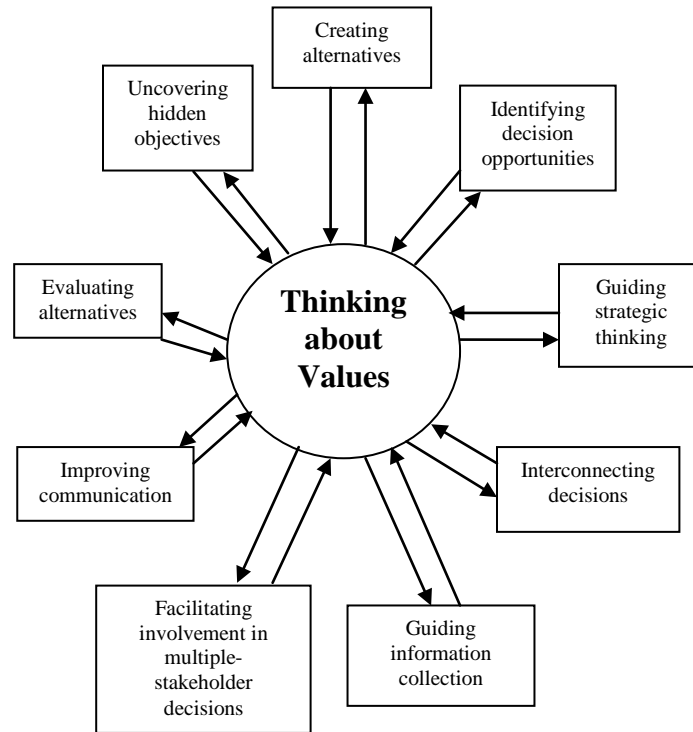 Creating
alternatives
Uncovering
hidden
objectives
Identifying
decision
opportunities
Evaluating
alternatives
Thinking
about
Values
Guiding
strategic
thinking
Improving
communication
Interconnecting
decisions
Facilitating
involvement in
multiple-
stakeholder
decisions
Guiding
information
collection